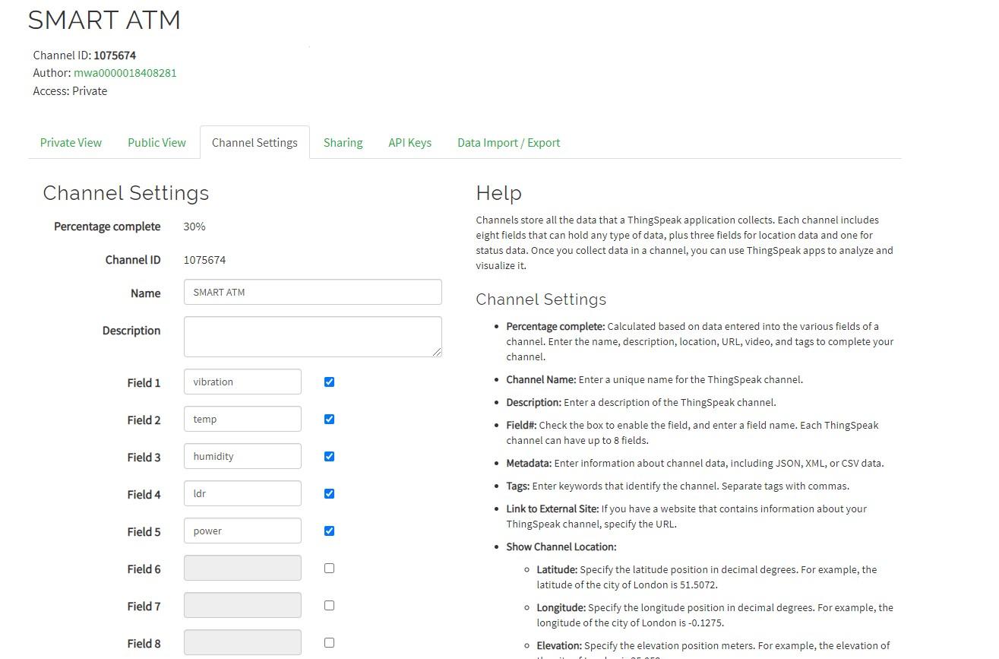 SMART ATM
Channel ID: 1075674
Author: mwa0000018408281
Access: Private
Private View
Public View
Channel Settings
Sharing
API Keys
Data Import / Export
Channel Settings
Percentage complete 30%
Channel ID 1075674
Name SMART ATM
Description
Field 1 vibration
Field 2 temp
Field 3 humidity
Field 4 ldr
Field 5 power
Field 6
Field 7
Field 8
Help
Channels store all the data that a ThingSpeak application collects. Each channel includes
eight fields that can hold any type of data, plus three fields for location data and one for
status data. Once you collect data in a channel, you can use ThingSpeak apps to analyze and
visualize it.
Channel Settings
• Percentage complete: Calculated based on data entered into the various fields of a
channel. Enter the name, description, location, URL, video, and tags to complete your
channel.
• Channel Name: Enter a unique name for the ThingSpeak channel.
• Description: Enter a description of the ThingSpeak channel.
• Field#: Check the box to enable the field, and enter a field name. Each ThingSpeak
channel can have up to 8 fields.
• Metadata: Enter information about channel data, including JSON, XML, or CSV data.
• Tags: Enter keywords that identify the channel. Separate tags with commas.
• Link to External Site: If you have a website that contains information about your
ThingSpeak channel, specify the URL.
• Show Channel Location:
◦ Latitude: Specify the latitude position in decimal degrees. For example, the
latitude of the city of London is 51.5072.
◦ Longitude: Specify the longitude position in decimal degrees. For example, the
longitude of the city of London is -0.1275.
◦ Elevation: Specify the elevation position meters. For example, the elevation of